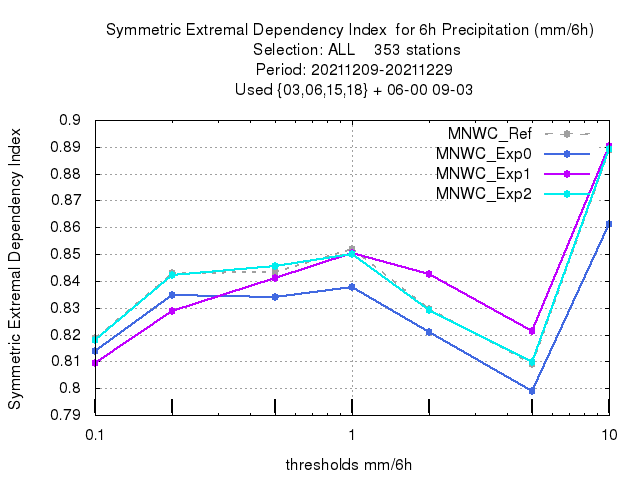 Symmetric Extremal Dependency Index  for 6h Precipitation (mm/6h)
Selection: ALL    353 stations
Period: 20211209-20211229
Used {03,06,15,18} + 06-00 09-03
MNWC_Ref
MNWC_Exp0
MNWC_Exp1
MNWC_Exp2
Symmetric Extremal Dependency Index
0.9
0.89
0.88
0.87
0.86
0.85
0.84
0.83
0.82
0.81
0.8
0.79
0.1
1
10
thresholds mm/6h